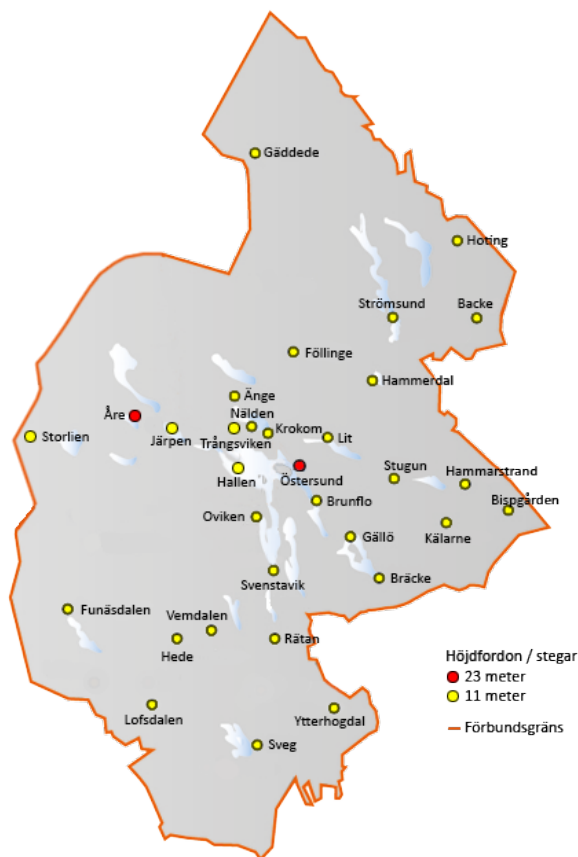 Gäddede
Hoting
Strömsund
Backe
Föllinge
Hammerdal
Änge
Åre
Nälden
Storlien
Järpen
Trångsviken
Krokom
Lit
Hallen
Östersund
Stugun
Hammarstrand
Brunflo
Bispgården
Oviken
Gällö
Kälarne
Svenstavik
Bräcke
Funäsdalen
Vemdalen
Hede
Rätan
Höjdfordon / stegar
23 meter
11 meter
Lofsdalen
Ytterhogdal
Förbundsgräns
Sveg